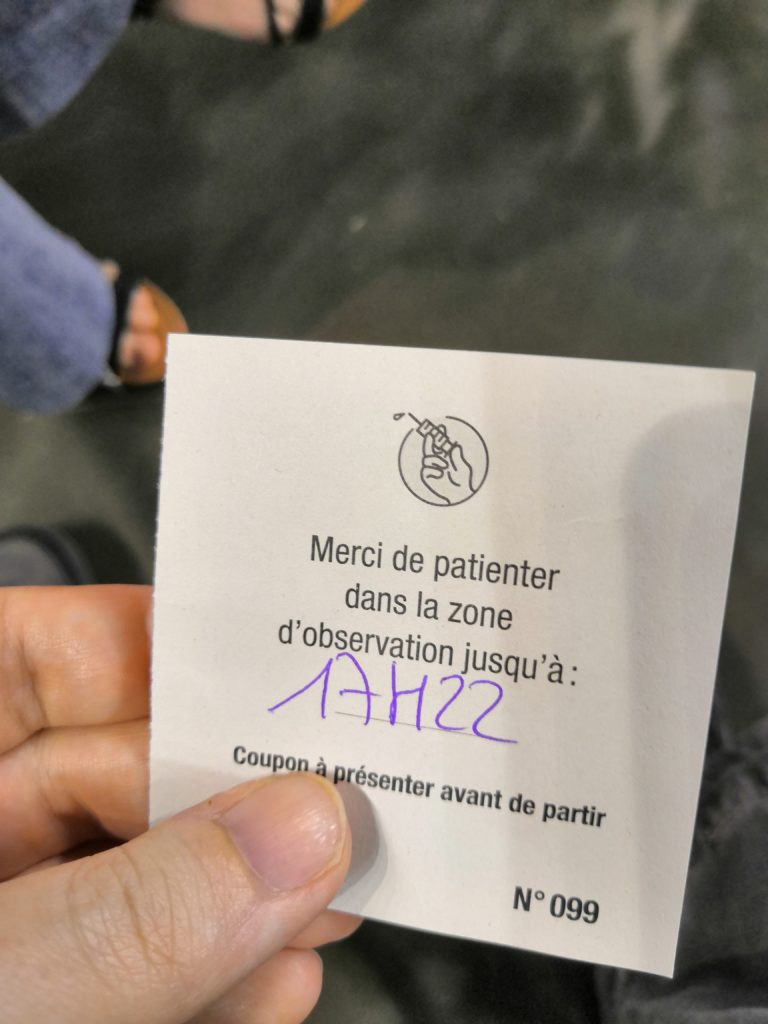 Merci de patienter
dans la zone
d'observation jusqu'à :
17H22
Coupon à présenter avant de partir
N° 099